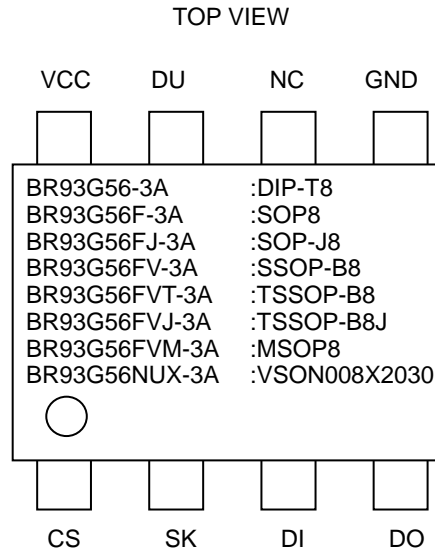 TOP VIEW
VCC DU NC GND
BR93G56-3A :DIP-T8
BR93G56F-3A :SOP8
BR93G56FJ-3A :SOP-J8
BR93G56FV-3A :SSOP-B8
BR93G56FVT-3A :TSSOP-B8
BR93G56FVJ-3A :TSSOP-B8J
BR93G56FVM-3A :MSOP8
BR93G56NUX-3A :VSON008X2030
CS SK DI DO